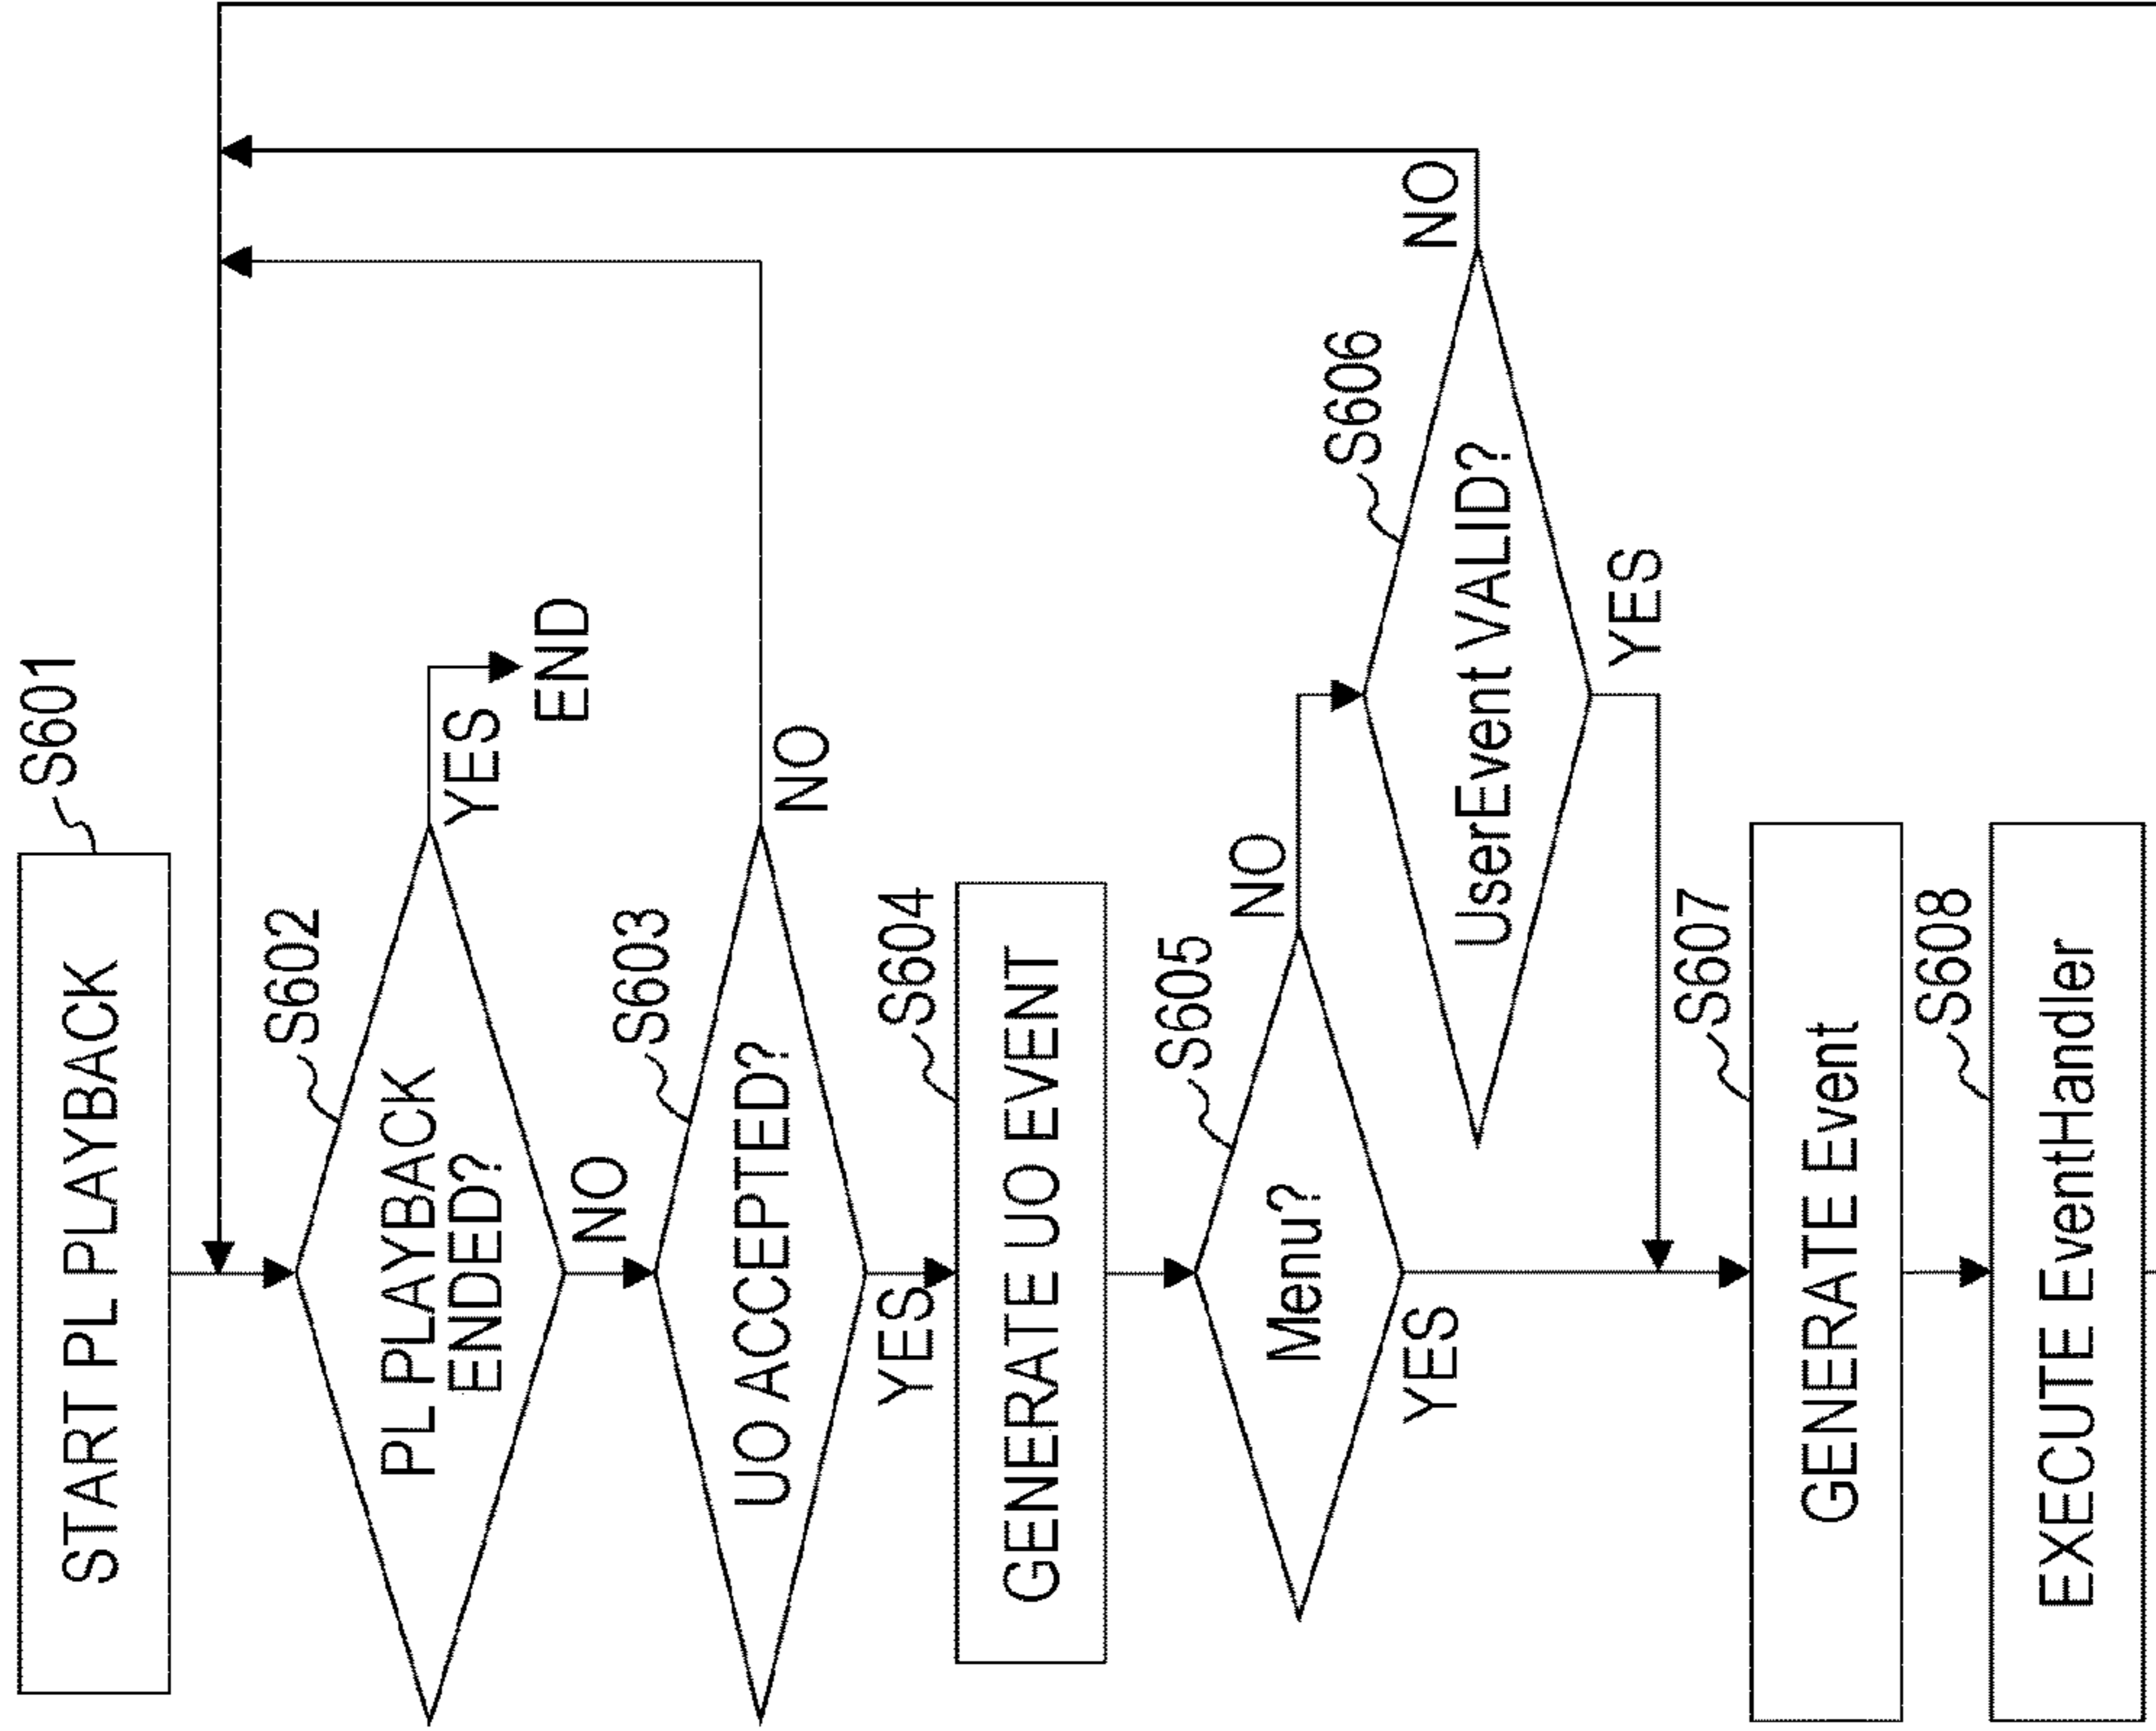 S601
START PL PLAYBACK
S602
PL PLAYBACK
ENDED?
YES
END
NO
S603
UO ACCEPTED?
NO
YES
S604
GENERATE UO EVENT
S605
Menu?
NO
YES
S606
UserEvent VALID?
NO
YES
S607
GENERATE Event
S608
EXECUTE EventHandler